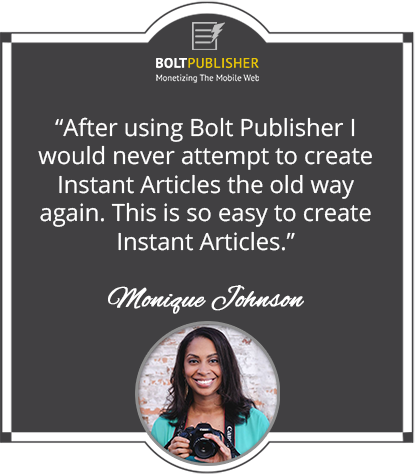 BOLTPUBLISHER
Monetizing The Mobile Web
“After using Bolt Publisher I
would never attempt to create
Instant Articles the old way
again. This is so easy to create
Instant Articles.”
Monique Johnson
Canon